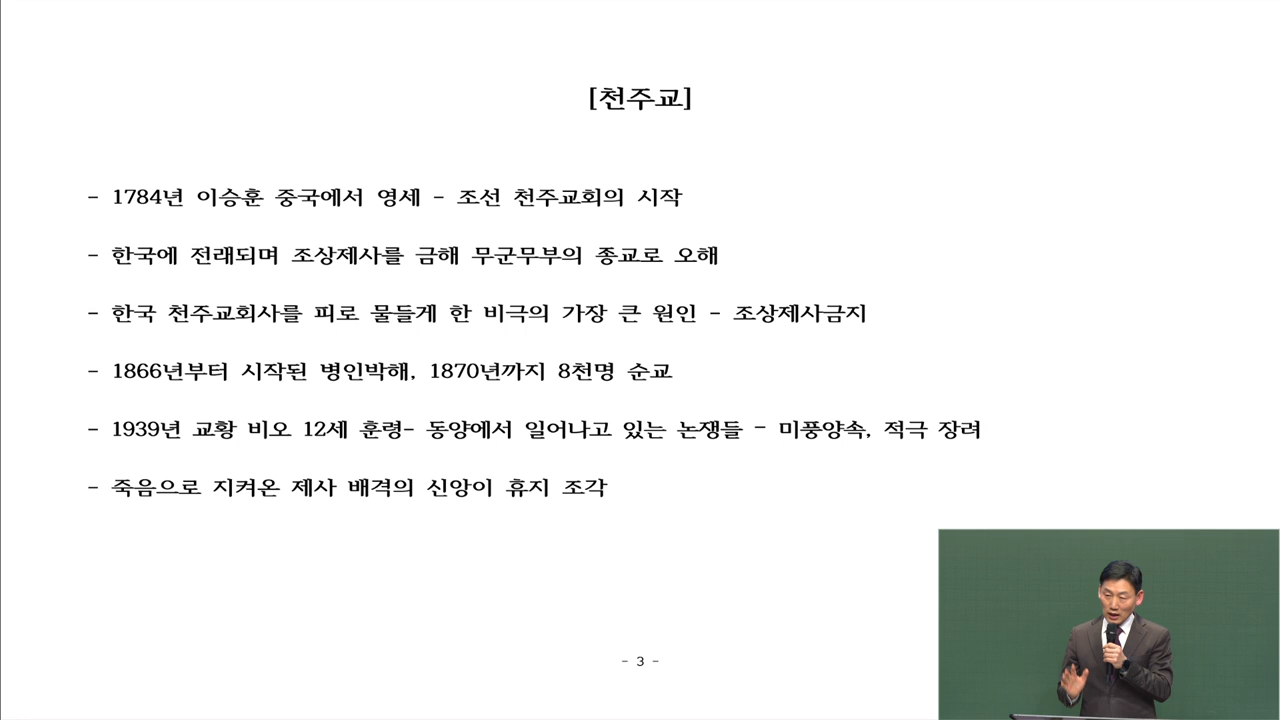 [천주교]
- 1784년 이승훈 중국에서 영세 - 조선 천주교회의 시작
- 한국에 전래되며 조상제사를 금해 무군무부의 종교로 오해
- 한국 천주교회사를 피로 물들게 한 비극의 가장 큰 원인 - 조상제사금지
- 1866년부터 시작된 병인박해, 1870년까지 8천명 순교
- 1939년 교황 비오 12세 훈령- 동양에서 일어나고 있는 논쟁들 - 미풍양속, 적극 장려
- 죽음으로 지켜온 제사 배격의 신앙이 휴지 조각
- 3 -